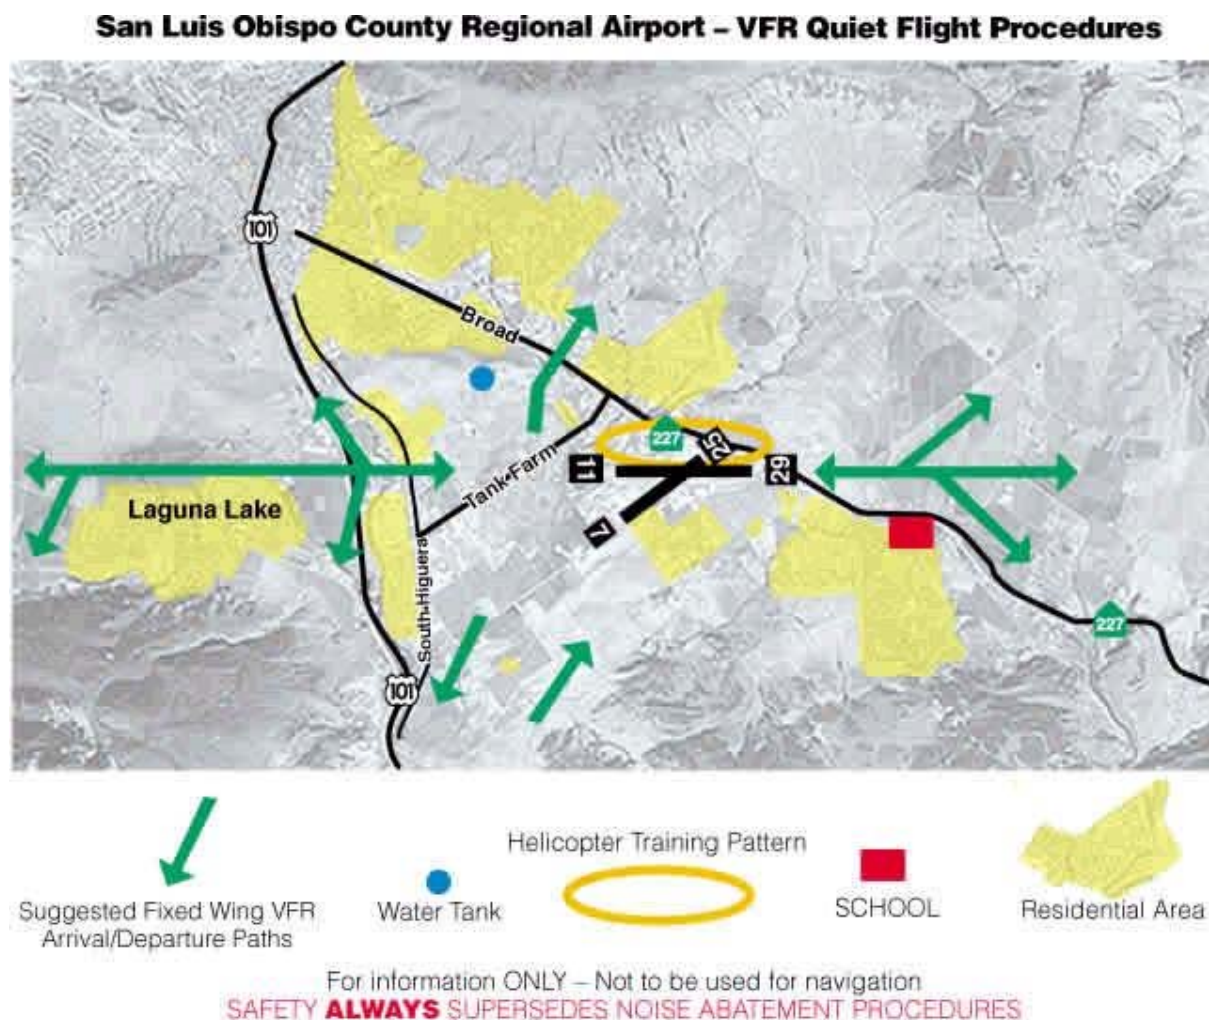 San Luis Obispo County Regional Airport – VFR Quiet Flight Procedures
101
Broad
227
25
11
29
Tank Farm
Laguna Lake
7
South Higuera
227
101
Helicopter Training Pattern
Suggested Fixed Wing VFR
Arrival/Departure Paths
Water Tank
SCHOOL
Residential Area
For information ONLY – Not to be used for navigation
SAFETY ALWAYS SUPERSEDES NOISE ABATEMENT PROCEDURES